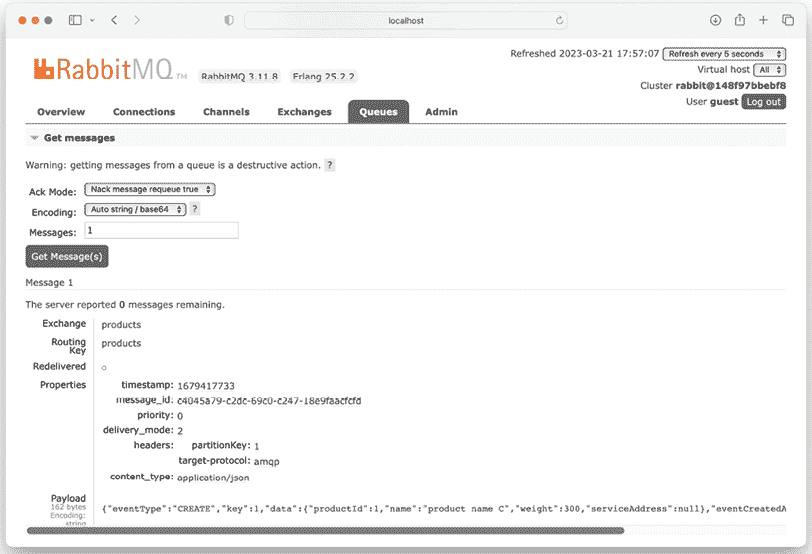 localhost
Refreshed 2023-03-21 17:57:07 Refresh every 5 seconds
RabbitMQ TM RabbitMQ 3.11.8 Erlang 25.2.2
Virtual host All
Cluster rabbit@148f97bbebf8
User guest Log out
Overview Connections Channels Exchanges Queues Admin
Get messages
Warning: getting messages from a queue is a destructive action. ?
Ack Mode: Nack message requeue true
Encoding: Auto string / base64 ?
Messages: 1
Get Message(s)
Message 1
The server reported 0 messages remaining.
Exchange products
Routing Key products
Redelivered ○
Properties timestamp: 1679417733
message_id: c4045a79-c2dc-69c0-c247-18e9faacfcfd
priority: 0
delivery_mode: 2
headers: partitionKey: 1
target-protocol: amqp
content_type: application/json
Payload
162 bytes
Encoding:
string
{"eventType":"CREATE","key":1,"data":{"productId":1,"name":"product name C","weight":300,"serviceAddress":null},"eventCreatedA